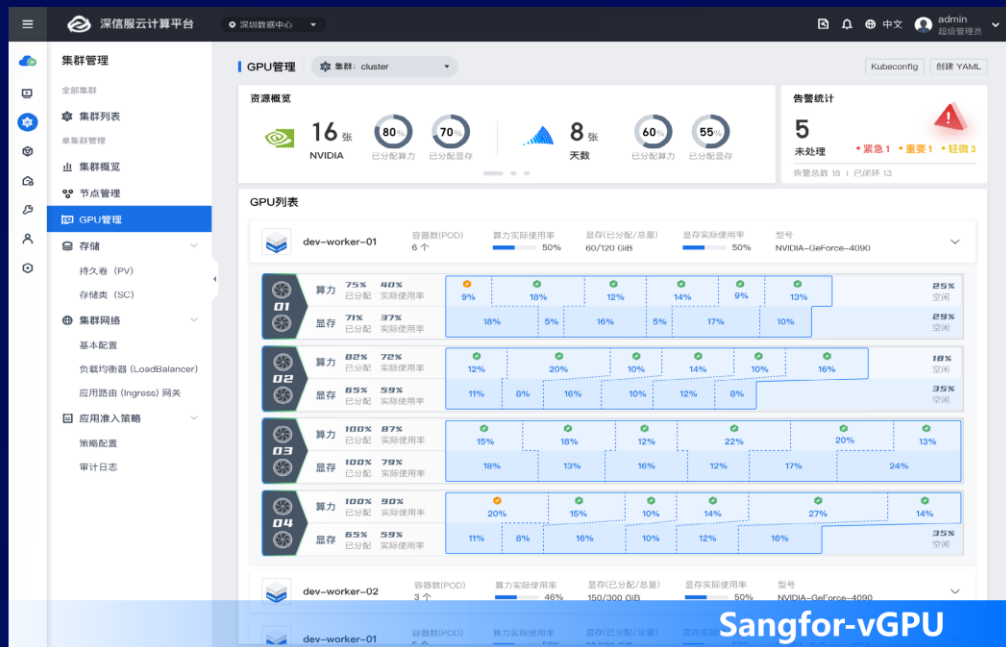 深信服云计算平台 深圳数据中心 中文 admin
超级管理员
集群管理
全部集群
集群列表
单集群管理
集群概览
节点管理
GPU管理
存储
持久卷 (PV)
存储类 (SC)
集群网络
基本配置
负载均衡器 (LoadBalancer)
应用路由 (Ingress) 网关
应用准入策略
策略配置
审计日志
GPU管理 集群: cluster Kubeconfig 创建 YAML
资源概览
16 张
NVIDIA
80%
已分配算力
70%
已分配显存
8 张
天数
60%
已分配算力
55%
已分配显存
告警统计
5
未处理
紧急 1 重要 1 轻微 3
告警总数 18 | 已闭环 13
GPU列表
dev-worker-01
容器数(POD) 算力实际使用率 显存(已分配/总量) 显存实际使用率 型号
6 个 50% 60/120 GiB 50% NVIDIA-GeForce-4090
01
算力 75% 已分配 40% 实际使用率
9% 18% 12% 14% 9% 13%
25% 空闲
显存 71% 已分配 37% 实际使用率
18% 5% 16% 5% 17% 10%
29% 空闲
02
算力 82% 已分配 72% 实际使用率
12% 20% 10% 14% 10% 16%
18% 空闲
显存 65% 已分配 59% 实际使用率
11% 8% 16% 10% 12% 8%
35% 空闲
03
算力 100% 已分配 87% 实际使用率
15% 18% 12% 22% 20% 13%
显存 100% 已分配 79% 实际使用率
18% 13% 16% 12% 17% 24%
04
算力 100% 已分配 90% 实际使用率
20% 15% 10% 14% 27% 14%
显存 65% 已分配 59% 实际使用率
11% 8% 16% 10% 12% 16%
35% 空闲
dev-worker-02
容器数(POD) 算力实际使用率 显存(已分配/总量) 显存实际使用率 型号
3 个 46% 150/300 GiB 50% NVIDIA-GeForce-4090
dev-worker-01
容器数(POD) 算力实际使用率 显存(已分配/总量)
Sangfor-vGPU